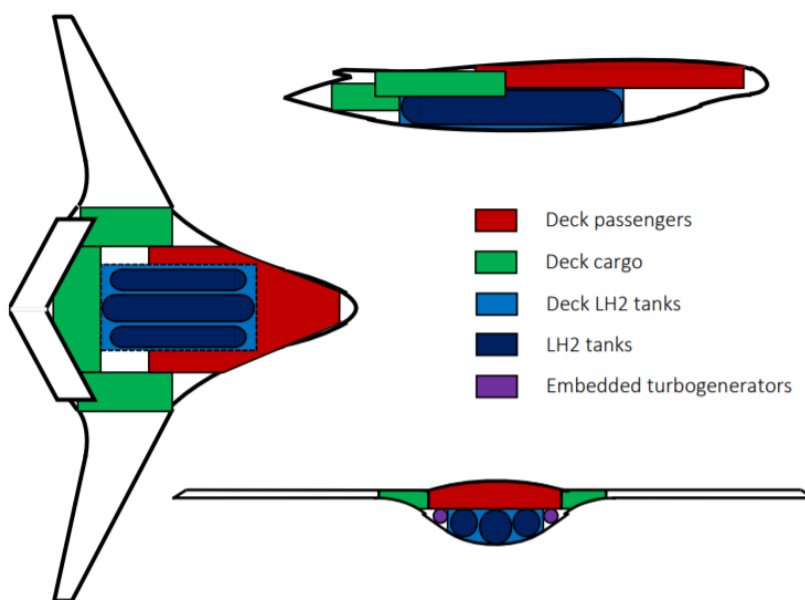 Deck passengers
Deck cargo
Deck LH2 tanks
LH2 tanks
Embedded turbogenerators